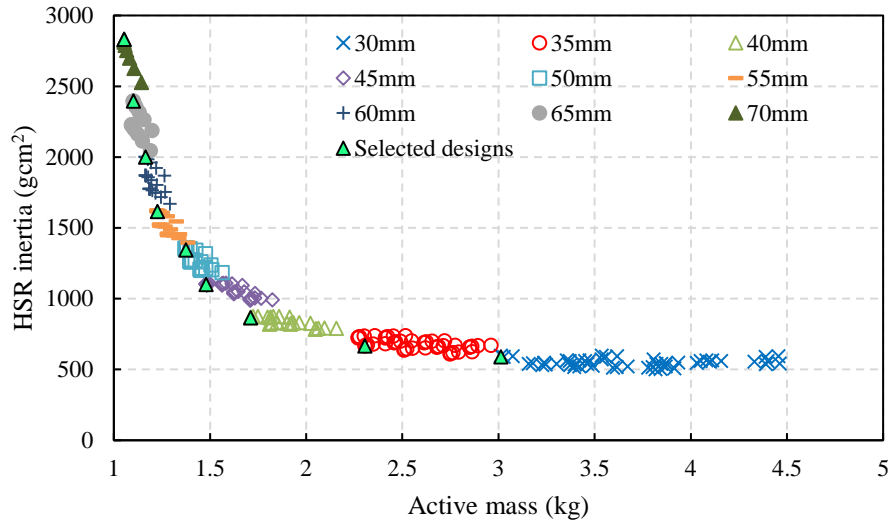 3000
2500
2000
1500
1000
500
0
HSR inertia (gcm²)
30mm 35mm 40mm
45mm 50mm 55mm
60mm 65mm 70mm
Selected designs
1 1.5 2 2.5 3 3.5 4 4.5 5
Active mass (kg)